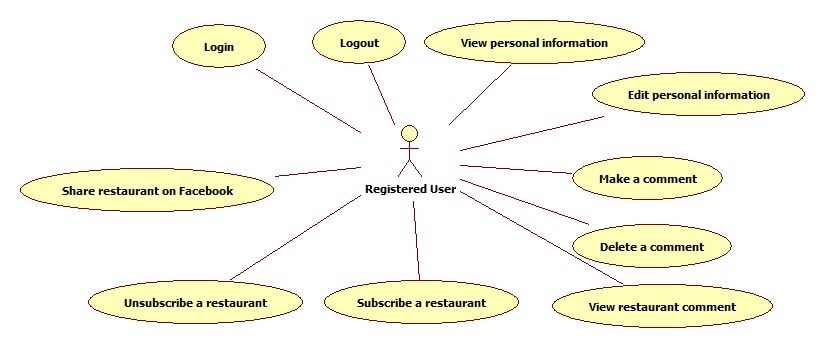 Login
Logout
View personal information
Edit personal information
Share restaurant on Facebook
Registered User
Make a comment
Delete a comment
Unsubscribe a restaurant
Subscribe a restaurant
View restaurant comment